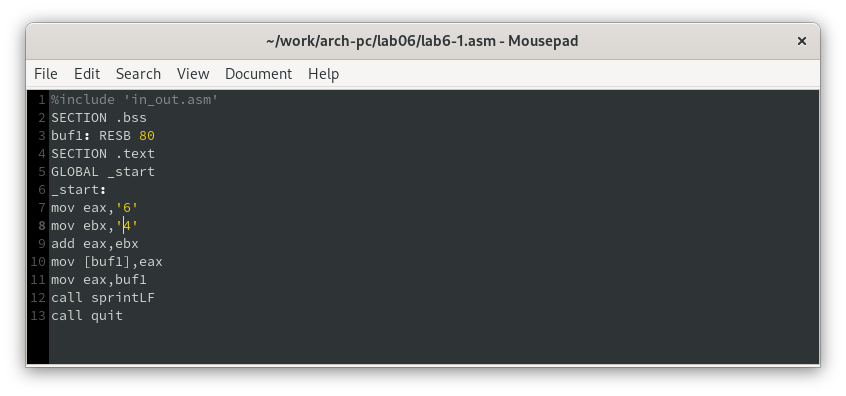 ~/work/arch-pc/lab06/lab6-1.asm - Mousepad
File Edit Search View Document Help
1 %include 'in_out.asm'
2 SECTION .bss
3 buf1: RESB 80
4 SECTION .text
5 GLOBAL _start
6 _start:
7 mov eax,'6'
8 mov ebx,'4'
9 add eax,ebx
10 mov [buf1],eax
11 mov eax,buf1
12 call sprintLF
13 call quit